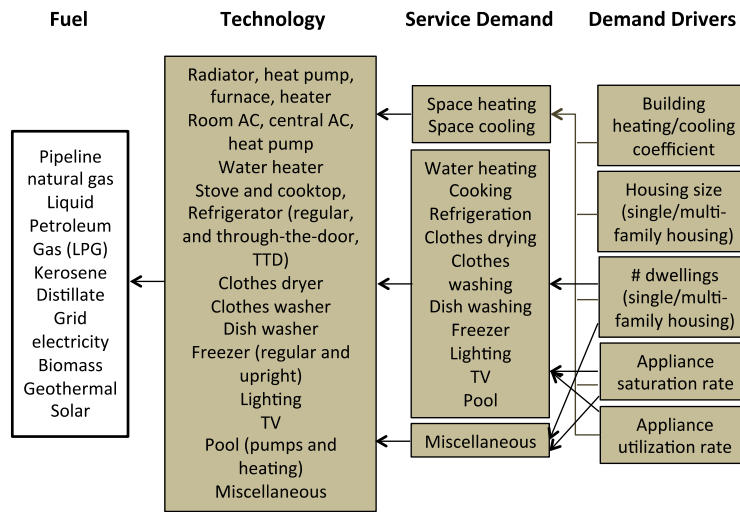 Fuel
Technology
Service Demand
Demand Drivers
Pipeline
natural gas
Liquid
Petroleum
Gas (LPG)
Kerosene
Distillate
Grid
electricity
Biomass
Geothermal
Solar
Radiator, heat pump,
furnace, heater
Room AC, central AC,
heat pump
Water heater
Stove and cooktop,
Refrigerator (regular,
and through-the-door,
TTD)
Clothes dryer
Clothes washer
Dish washer
Freezer (regular and
upright)
Lighting
TV
Pool (pumps and
heating)
Miscellaneous
Space heating
Space cooling
Water heating
Cooking
Refrigeration
Clothes drying
Clothes
washing
Dish washing
Freezer
Lighting
TV
Pool
Miscellaneous
Building
heating/cooling
coefficient
Housing size
(single/multi-
family housing)
# dwellings
(single/multi-
family housing)
Appliance
saturation rate
Appliance
utilization rate